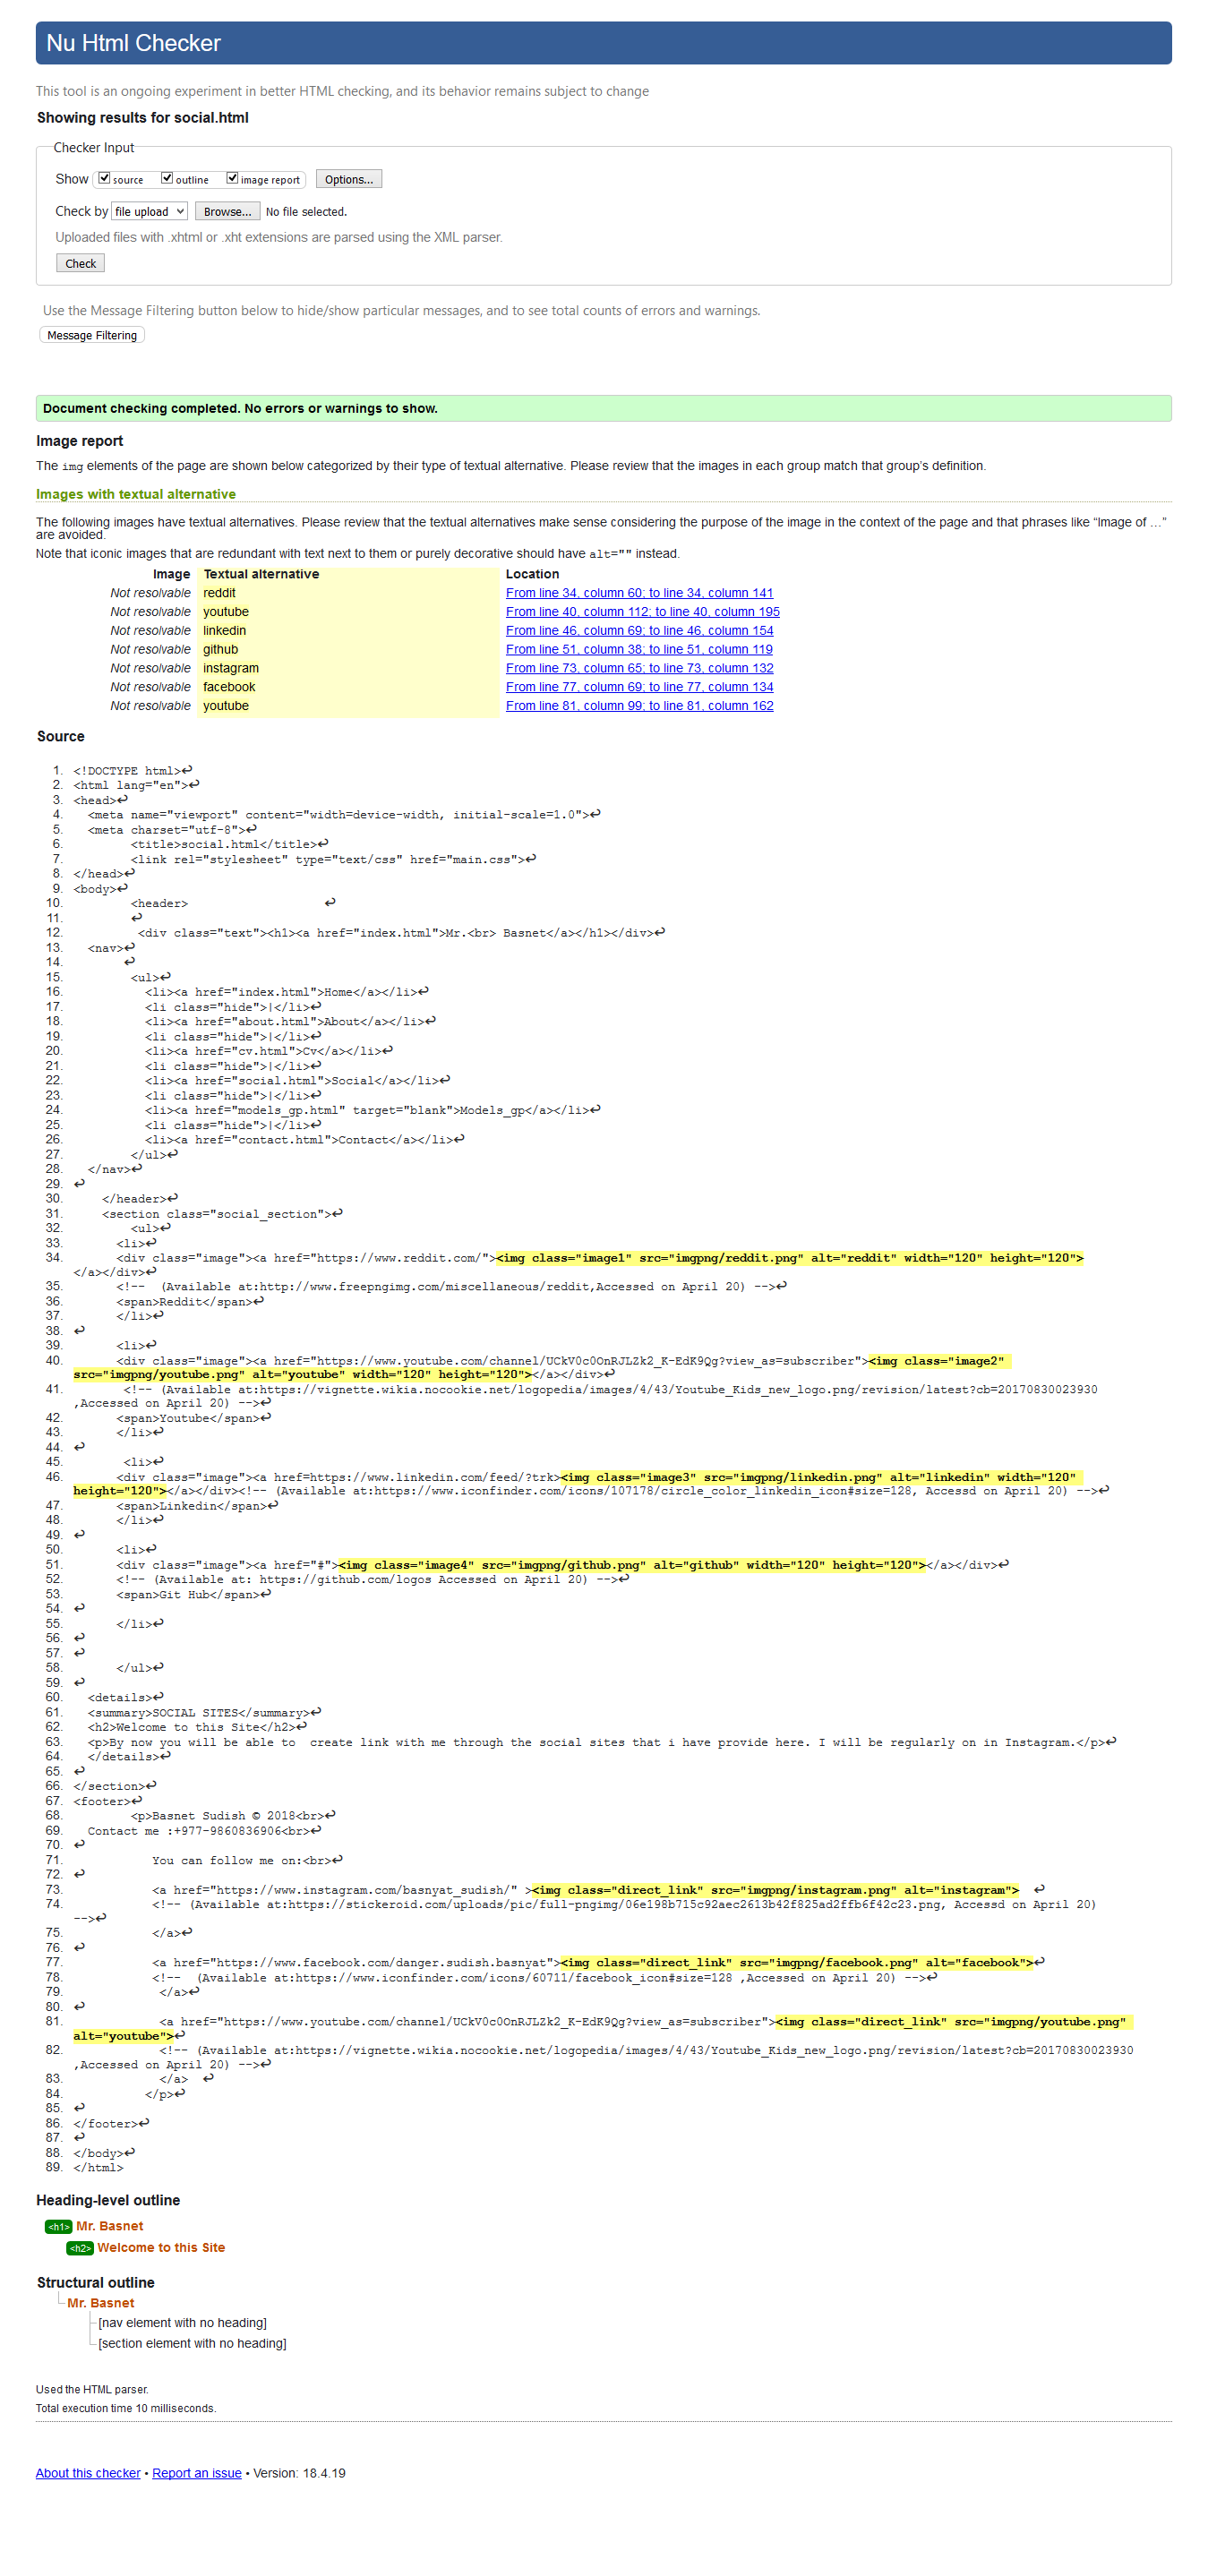 Nu Html Checker
This tool is an ongoing experiment in better HTML checking, and its behavior remains subject to change
Showing results for social.html
Checker Input
Show source outline image report Options...
Check by file upload Browse... No file selected.
Uploaded files with .xhtml or .xht extensions are parsed using the XML parser.
Check
Use the Message Filtering button below to hide/show particular messages, and to see total counts of errors and warnings.
Message Filtering
Document checking completed. No errors or warnings to show.
Image report
The img elements of the page are shown below categorized by their type of textual alternative. Please review that the images in each group match that group's definition.
Images with textual alternative
The following images have textual alternatives. Please review that the textual alternatives make sense considering the purpose of the image in the context of the page and that phrases like “Image of …”
are avoided.
Note that iconic images that are redundant with text next to them or purely decorative should have alt="" instead.
Image Textual alternative Location
Not resolvable reddit From line 34, column 60; to line 34, column 141
Not resolvable youtube From line 40, column 112; to line 40, column 195
Not resolvable linkedin From line 46, column 69; to line 46, column 154
Not resolvable github From line 51, column 38; to line 51, column 119
Not resolvable instagram From line 73, column 65; to line 73, column 132
Not resolvable facebook From line 77, column 69; to line 77, column 134
Not resolvable youtube From line 81, column 99; to line 81, column 162
Source
1. <!DOCTYPE html>↩
2. <html lang="en">↩
3. <head>↩
4. <meta name="viewport" content="width=device-width, initial-scale=1.0">↩
5. <meta charset="utf-8">↩
6. <title>social.html</title>↩
7. <link rel="stylesheet" type="text/css" href="main.css">↩
8. </head>↩
9. <body>↩
10. <header> ↩
11. ↩
12. <div class="text"><h1><a href="index.html">Mr.<br> Basnet</a></h1></div>↩
13. <nav>↩
14. ↩
15. <ul>↩
16. <li><a href="index.html">Home</a></li>↩
17. <li class="hide">|</li>↩
18. <li><a href="about.html">About</a></li>↩
19. <li class="hide">|</li>↩
20. <li><a href="cv.html">Cv</a></li>↩
21. <li class="hide">|</li>↩
22. <li><a href="social.html">Social</a></li>↩
23. <li class="hide">|</li>↩
24. <li><a href="models_gp.html" target="blank">Models_gp</a></li>↩
25. <li class="hide">|</li>↩
26. <li><a href="contact.html">Contact</a></li>↩
27. </ul>↩
28. </nav>↩
29. ↩
30. </header>↩
31. <section class="social_section">↩
32. <ul>↩
33. <li>↩
34. <div class="image"><a href="https://www.reddit.com/"><img class="image1" src="imgpng/reddit.png" alt="reddit" width="120" height="120">
</a></div>↩
35. <!-- (Available at:http://www.freepngimg.com/miscellaneous/reddit,Accessed on April 20) -->↩
36. <span>Reddit</span>↩
37. </li>↩
38. ↩
39. <li>↩
40. <div class="image"><a href="https://www.youtube.com/channel/UCkV0c0OnRJLZk2_K-EdK9Qg?view_as=subscriber"><img class="image2"
src="imgpng/youtube.png" alt="youtube" width="120" height="120"></a></div>↩
41. <!-- (Available at:https://vignette.wikia.nocookie.net/logopedia/images/4/43/Youtube_Kids_new_logo.png/revision/latest?cb=20170830023930
,Accessed on April 20) -->↩
42. <span>Youtube</span>↩
43. </li>↩
44. ↩
45. <li>↩
46. <div class="image"><a href=https://www.linkedin.com/feed/?trk><img class="image3" src="imgpng/linkedin.png" alt="linkedin" width="120"
height="120"></a></div><!-- (Available at:https://www.iconfinder.com/icons/107178/circle_color_linkedin_icon#size=128, Accessd on April 20) -->↩
47. <span>Linkedin</span>↩
48. </li>↩
49. ↩
50. <li>↩
51. <div class="image"><a href="#"><img class="image4" src="imgpng/github.png" alt="github" width="120" height="120"></a></div>↩
52. <!-- (Available at: https://github.com/logos Accessed on April 20) -->↩
53. <span>Git Hub</span>↩
54. ↩
55. </li>↩
56. ↩
57. ↩
58. </ul>↩
59. ↩
60. <details>↩
61. <summary>SOCIAL SITES</summary>↩
62. <h2>Welcome to this Site</h2>↩
63. <p>By now you will be able to create link with me through the social sites that i have provide here. I will be regularly on in Instagram.</p>↩
64. </details>↩
65. ↩
66. </section>↩
67. <footer>↩
68. <p>Basnet Sudish © 2018<br>↩
69. Contact me :+977-9860836906<br>↩
70. ↩
71. You can follow me on:<br>↩
72. ↩
73. <a href="https://www.instagram.com/basnyat_sudish/" ><img class="direct_link" src="imgpng/instagram.png" alt="instagram"> ↩
74. <!-- (Available at:https://stickeroid.com/uploads/pic/full-pngimg/06e198b715c92aec2613b42f825ad2ffb6f42c23.png, Accessd on April 20)
-->↩
75. </a>↩
76. ↩
77. <a href="https://www.facebook.com/danger.sudish.basnyat"><img class="direct_link" src="imgpng/facebook.png" alt="facebook">↩
78. <!-- (Available at:https://www.iconfinder.com/icons/60711/facebook_icon#size=128 ,Accessed on April 20) -->↩
79. </a>↩
80. ↩
81. <a href="https://www.youtube.com/channel/UCkV0c0OnRJLZk2_K-EdK9Qg?view_as=subscriber"><img class="direct_link" src="imgpng/youtube.png"
alt="youtube">↩
82. <!-- (Available at:https://vignette.wikia.nocookie.net/logopedia/images/4/43/Youtube_Kids_new_logo.png/revision/latest?cb=20170830023930
,Accessed on April 20) -->↩
83. </a> ↩
84. </p>↩
85. ↩
86. </footer>↩
87. ↩
88. </body>↩
89. </html>
Heading-level outline
<h1> Mr. Basnet
<h2> Welcome to this Site
Structural outline
Mr. Basnet
[nav element with no heading]
[section element with no heading]
Used the HTML parser.
Total execution time 10 milliseconds.
About this checker • Report an issue • Version: 18.4.19